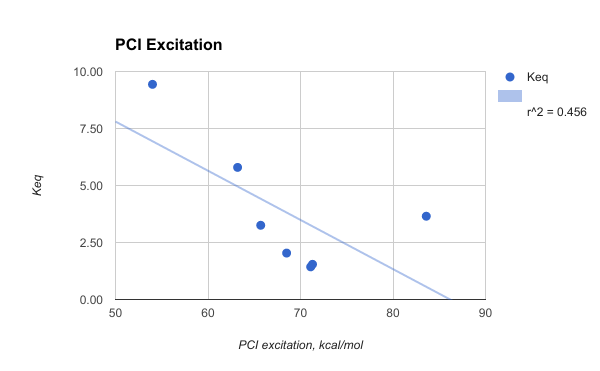 PCI Excitation
10.00
7.50
5.00
2.50
0.00
Keq
50
60
70
80
90
PCI excitation, kcal/mol
Keq
r^2 = 0.456